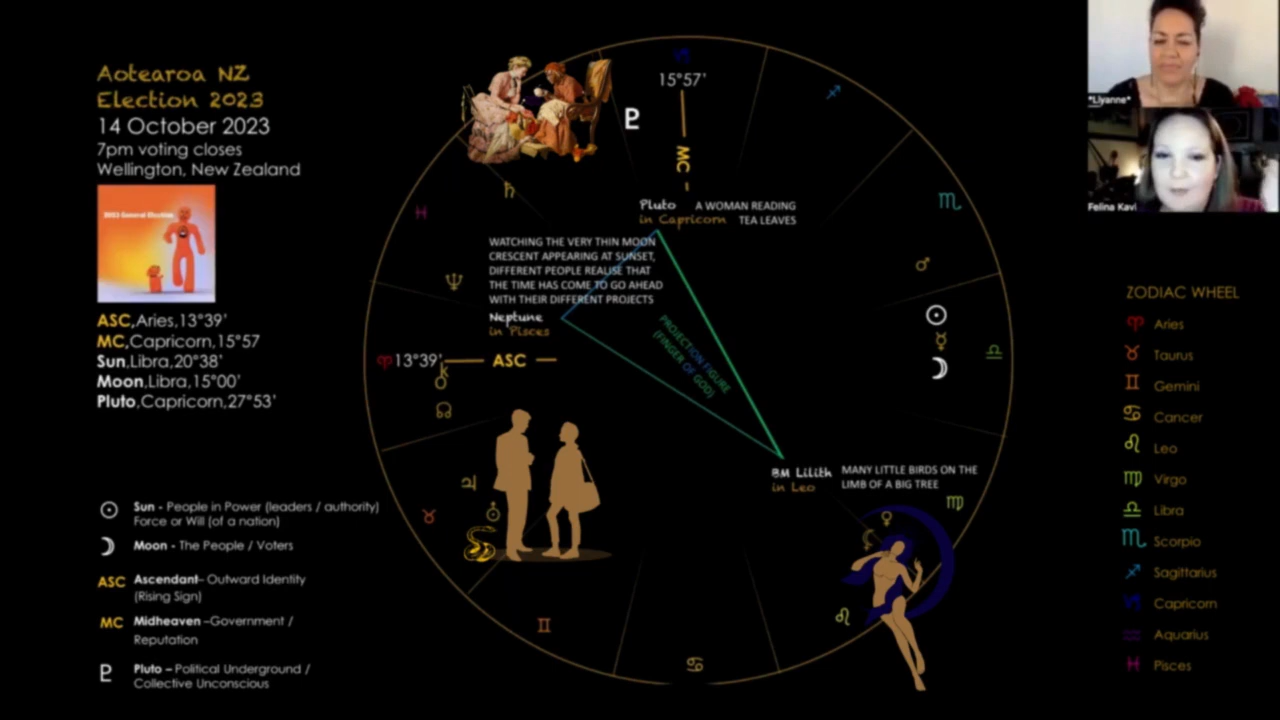 Aotearoa NZ
Election 2023
14 October 2023
7pm voting closes
Wellington, New Zealand
2023 General Election
ASC,Aries,13°39'
MC,Capricorn,15°57
Sun,Libra,20°38'
Moon,Libra,15°00'
Pluto,Capricorn,27°53'
Sun - People in Power (leaders / authority)
Force or Will (of a nation)
Moon - The People / Voters
ASC Ascendant– Outward Identity
(Rising Sign)
MC Midheaven –Government /
Reputation
Pluto – Political Underground /
Collective Unconscious
15°57'
MC
Pluto
in Capricorn
A WOMAN READING
TEA LEAVES
WATCHING THE VERY THIN MOON
CRESCENT APPEARING AT SUNSET,
DIFFERENT PEOPLE REALISE THAT
THE TIME HAS COME TO GO AHEAD
WITH THEIR DIFFERENT PROJECTS
Neptune
in Pisces
13°39'
ASC
PROJECTION FIGURE
(FINGER OF GOD)
BM Lilith
in Leo
MANY LITTLE BIRDS ON THE
LIMB OF A BIG TREE
*Llyanne*
Felina Kavi
ZODIAC WHEEL
Aries
Taurus
Gemini
Cancer
Leo
Virgo
Libra
Scorpio
Sagittarius
Capricorn
Aquarius
Pisces